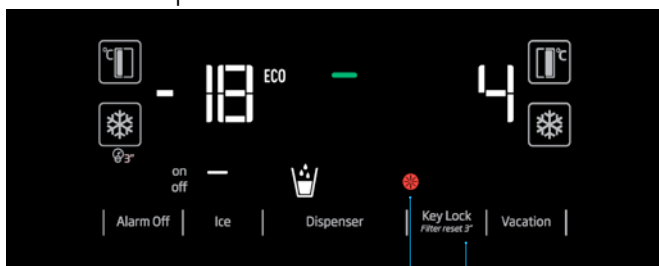 °C
- 18 ECO
4
°C
3"
on
off
Alarm Off
Ice
Dispenser
Key Lock
Filter reset 3"
Vacation